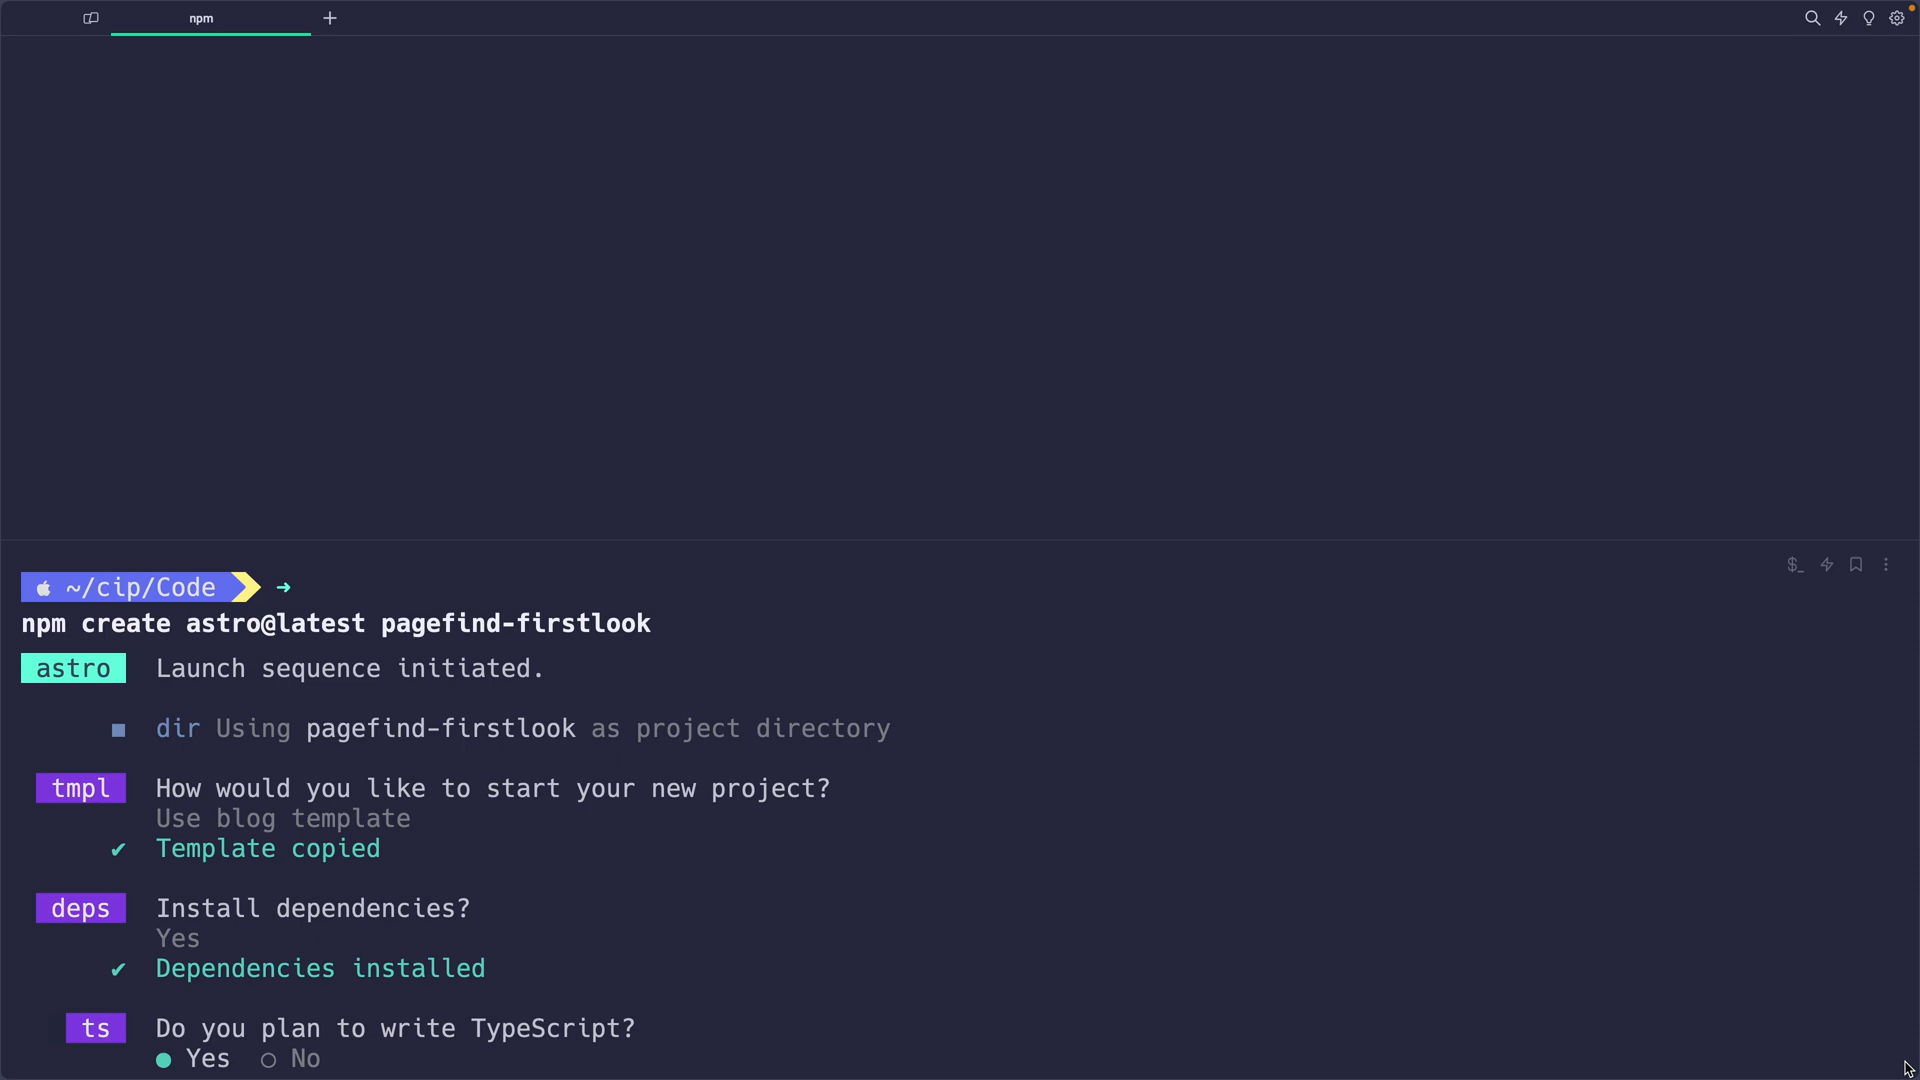 npm
~/cip/Code ➜
npm create astro@latest pagefind-firstlook
astro Launch sequence initiated.
■ dir Using pagefind-firstlook as project directory
tmpl How would you like to start your new project?
Use blog template
✔ Template copied
deps Install dependencies?
Yes
✔ Dependencies installed
ts Do you plan to write TypeScript?
● Yes ○ No